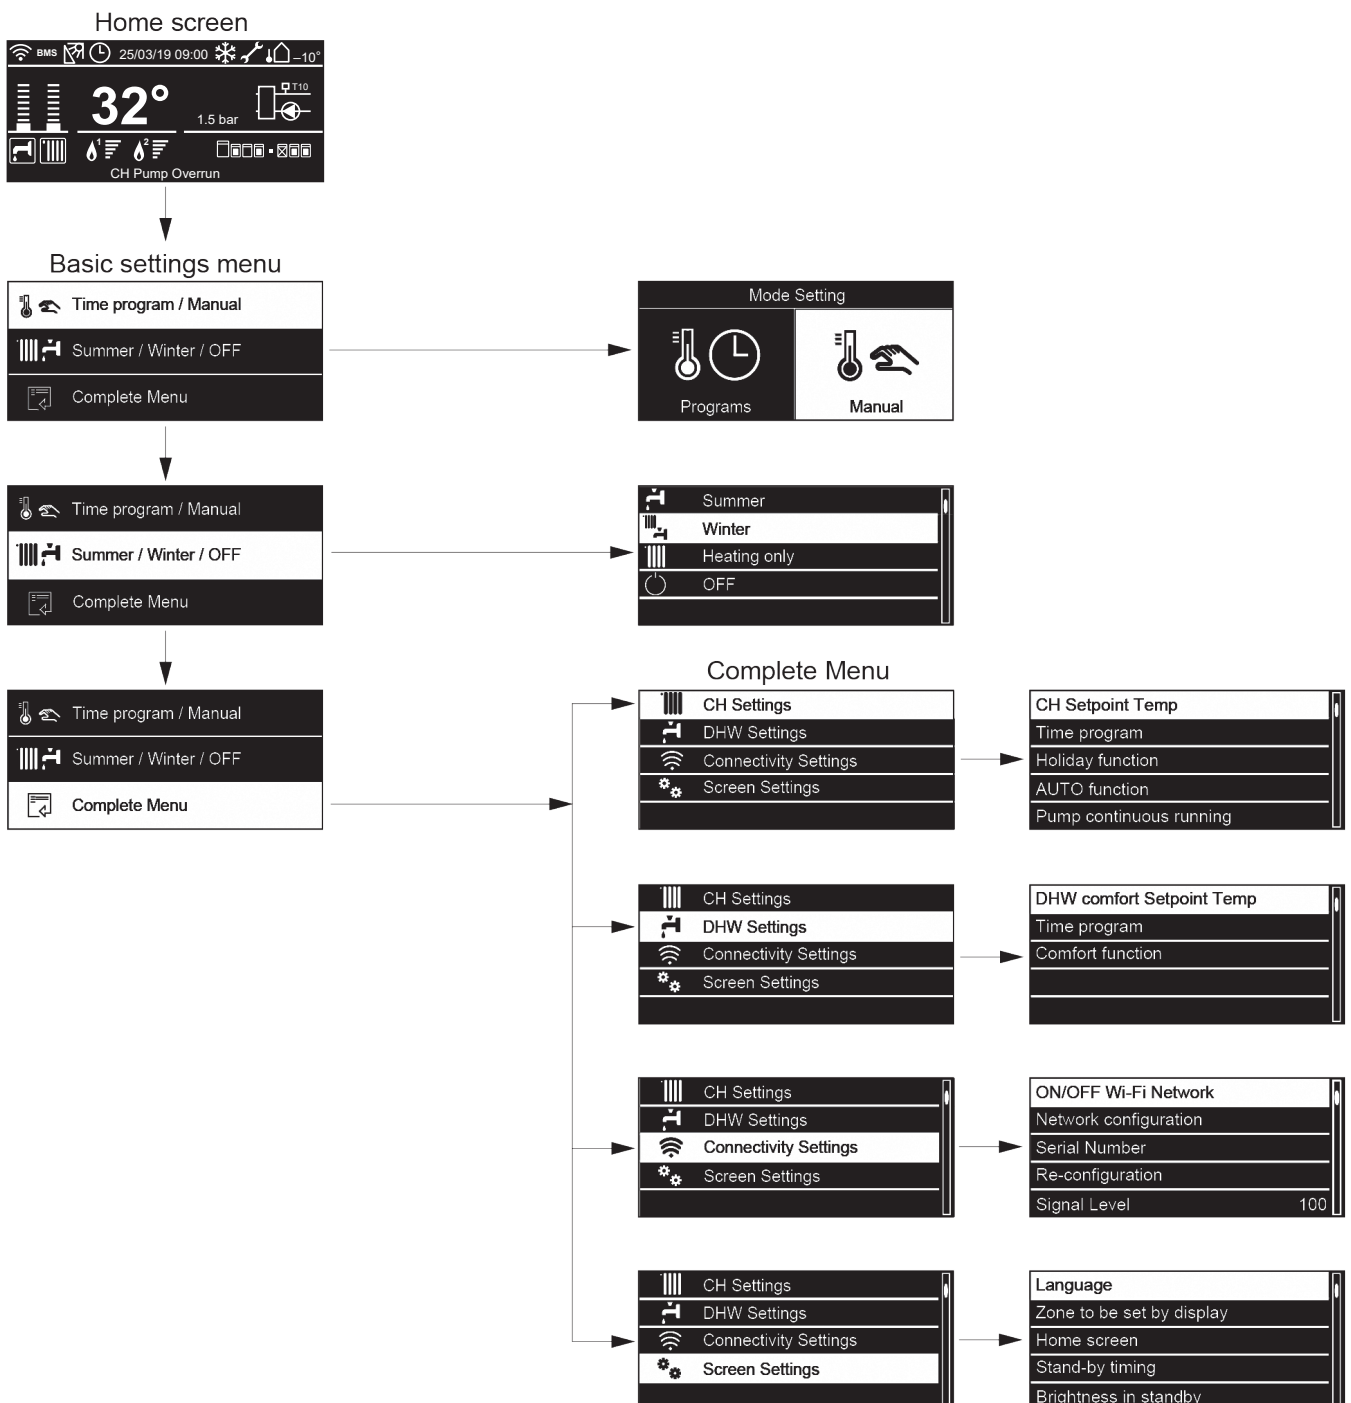 Home screen
BMS 25/03/19 09:00 –10°
32° T10
1.5 bar
1 2
CH Pump Overrun
Basic settings menu
Time program / Manual
Summer / Winter / OFF
Complete Menu
Mode Setting
Programs Manual
Time program / Manual
Summer / Winter / OFF
Complete Menu
Summer
Winter
Heating only
OFF
Time program / Manual
Summer / Winter / OFF
Complete Menu
Complete Menu
CH Settings
DHW Settings
Connectivity Settings
Screen Settings
CH Setpoint Temp
Time program
Holiday function
AUTO function
Pump continuous running
CH Settings
DHW Settings
Connectivity Settings
Screen Settings
DHW comfort Setpoint Temp
Time program
Comfort function
CH Settings
DHW Settings
Connectivity Settings
Screen Settings
ON/OFF Wi-Fi Network
Network configuration
Serial Number
Re-configuration
Signal Level 100
CH Settings
DHW Settings
Connectivity Settings
Screen Settings
Language
Zone to be set by display
Home screen
Stand-by timing
Brightness in standby